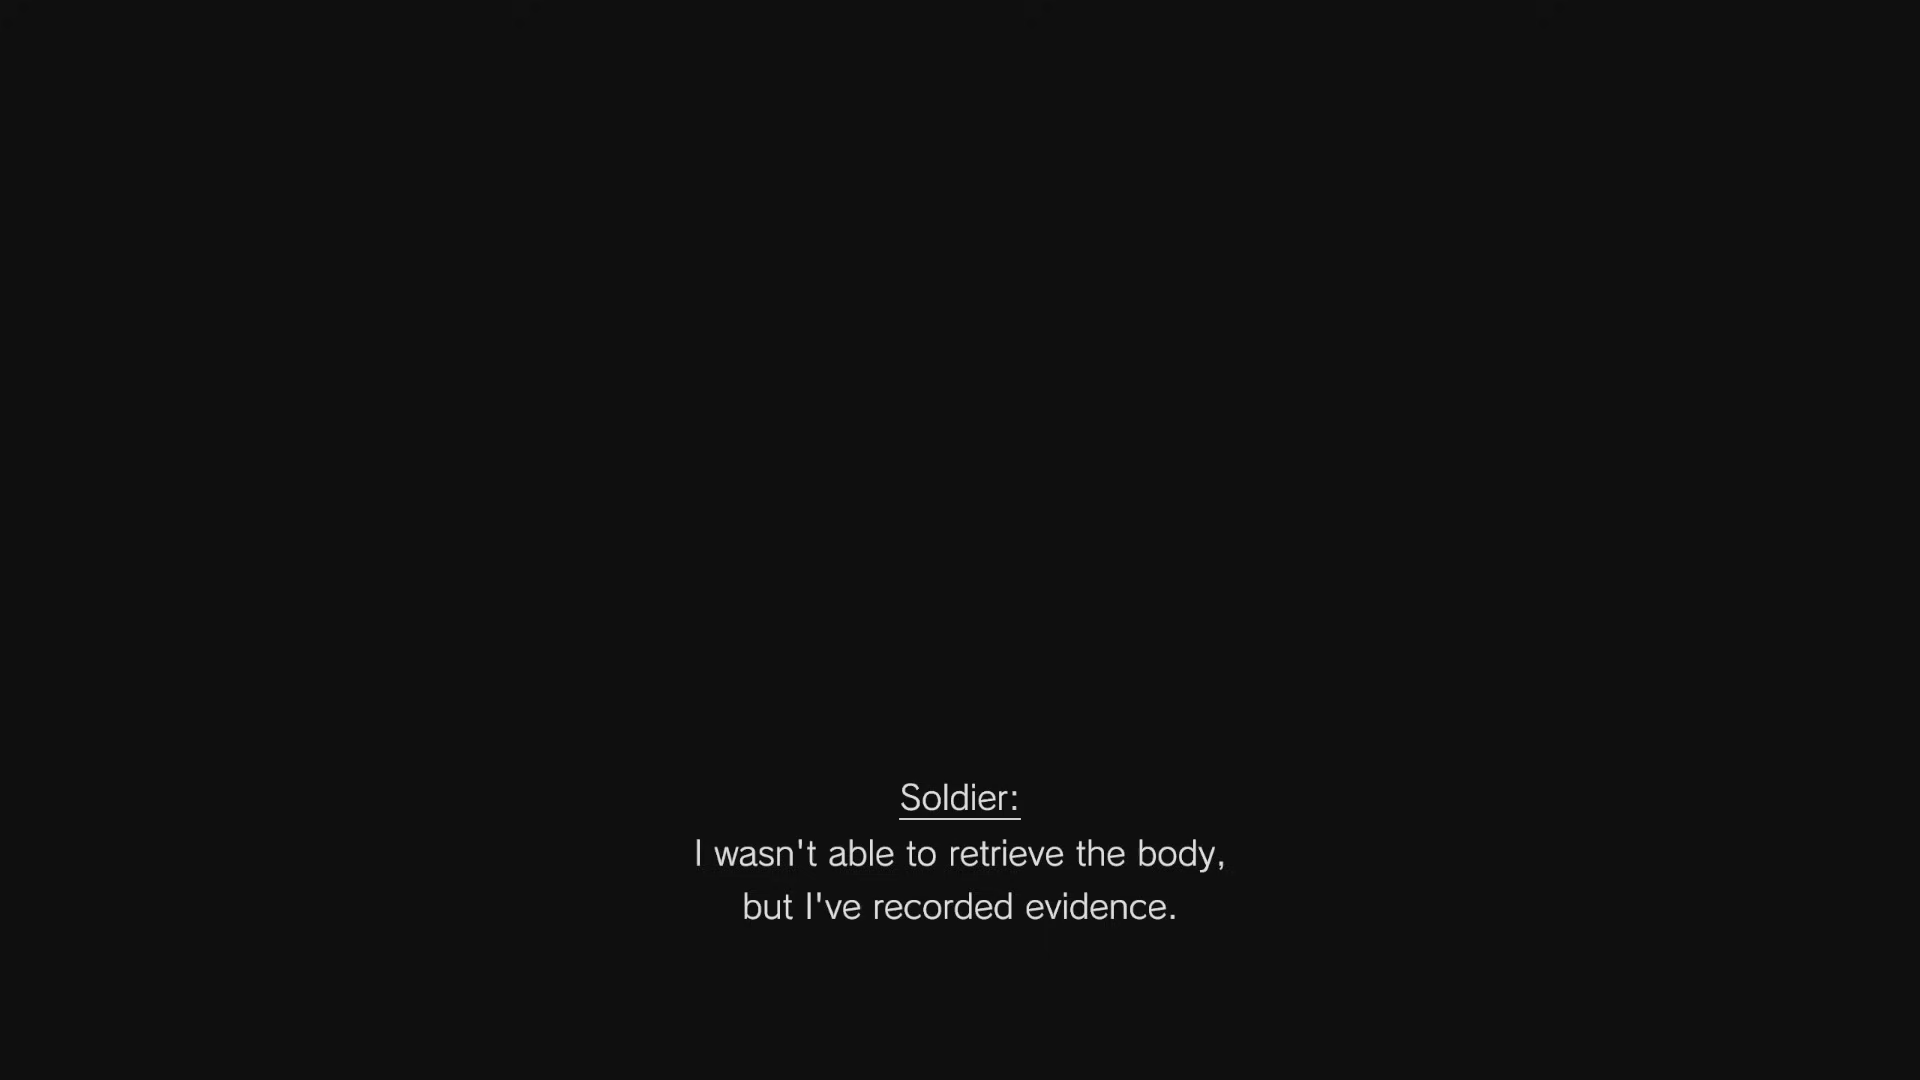 Soldier:
I wasn't able to retrieve the body,
but I've recorded evidence.